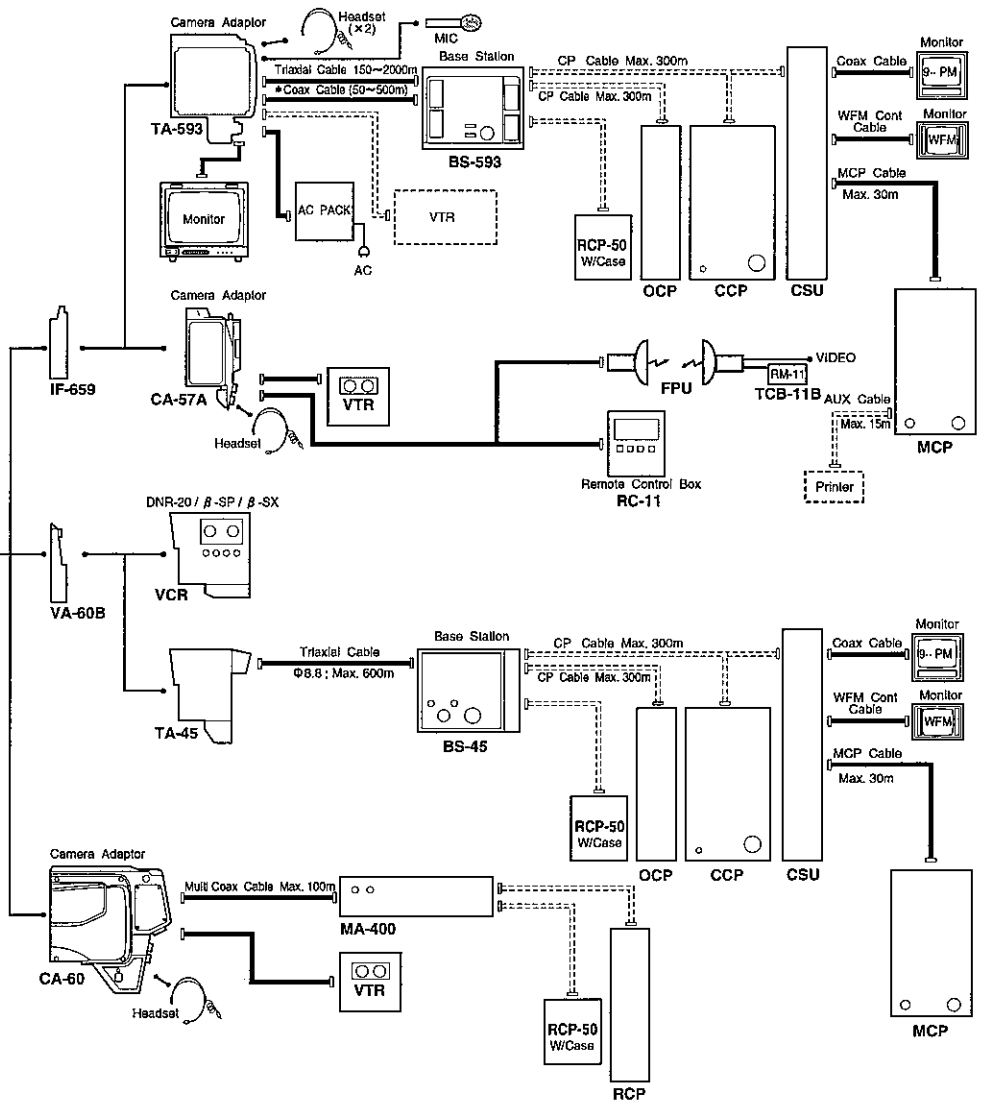 Camera Adaptor
Headset
(×2)
MIC
Triaxial Cable 150~2000m
*Coax Cable (50~500m)
TA-593
Monitor
AC PACK
AC
VTR
Base Station
BS-593
CP Cable Max. 300m
CP Cable Max. 300m
RCP-50
W/Case
OCP
CCP
CSU
Coax Cable
Monitor
9-- PM
WFM Cont
Cable
Monitor
WFM
MCP Cable
Max. 30m
MCP
AUX Cable
Max. 15m
Printer
IF-659
Camera Adaptor
CA-57A
Headset
VTR
FPU
VIDEO
RM-11
TCB-11B
Remote Control Box
RC-11
VA-60B
DNR-20 / β-SP / β-SX
VCR
TA-45
Triaxial Cable
Φ8.8 ; Max. 600m
Base Station
BS-45
CP Cable Max. 300m
CP Cable Max. 300m
RCP-50
W/Case
OCP
CCP
CSU
Coax Cable
Monitor
9-- PM
WFM Cont
Cable
Monitor
WFM
MCP Cable
Max. 30m
MCP
Camera Adaptor
CA-60
Headset
Multi Coax Cable Max. 100m
MA-400
VTR
RCP-50
W/Case
RCP